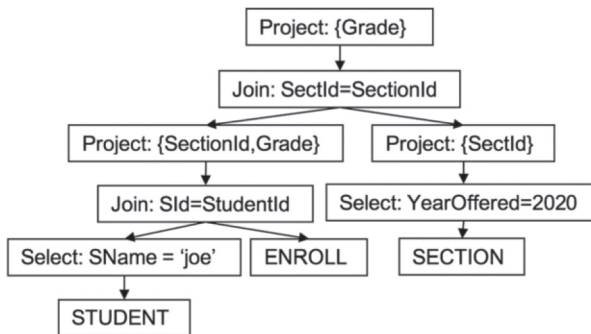 Project: {Grade}
Join: SectId=SectionId
Project: {SectionId,Grade}
Project: {SectId}
Join: SId=StudentId
Select: YearOffered=2020
Select: SName = ‘joe’
ENROLL
SECTION
STUDENT